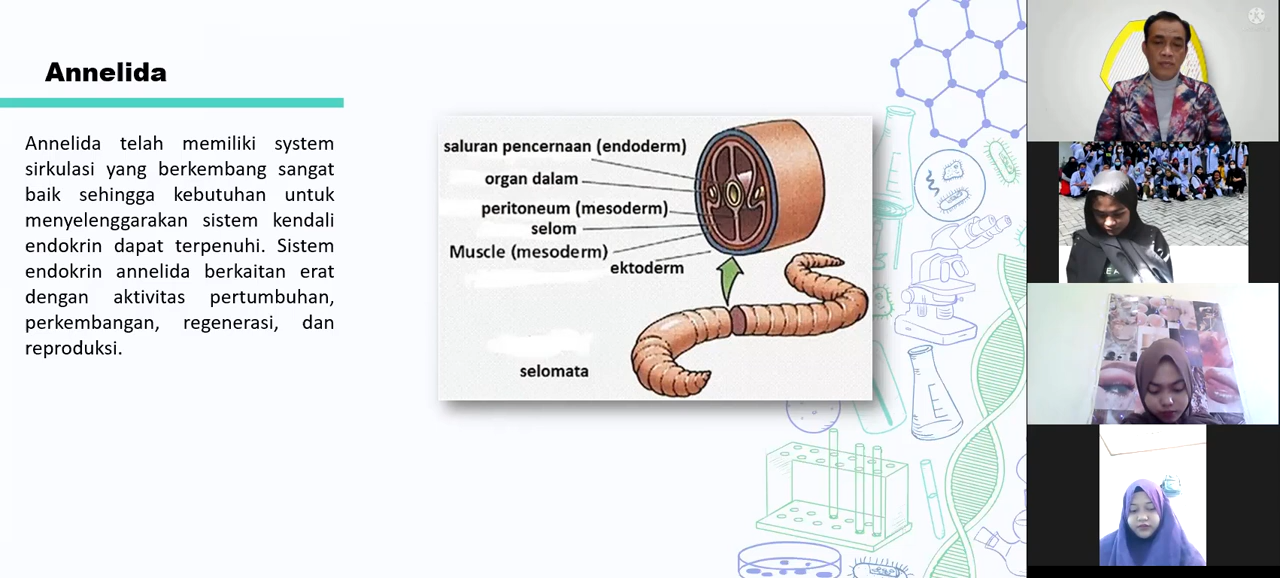 Annelida
Annelida telah memiliki system
sirkulasi yang berkembang sangat
baik sehingga kebutuhan untuk
menyelenggarakan sistem kendali
endokrin dapat terpenuhi. Sistem
endokrin annelida berkaitan erat
dengan aktivitas pertumbuhan,
perkembangan, regenerasi, dan
reproduksi.
saluran pencernaan (endoderm)
organ dalam
peritoneum (mesoderm)
selom
Muscle (mesoderm)
ektoderm
selomata